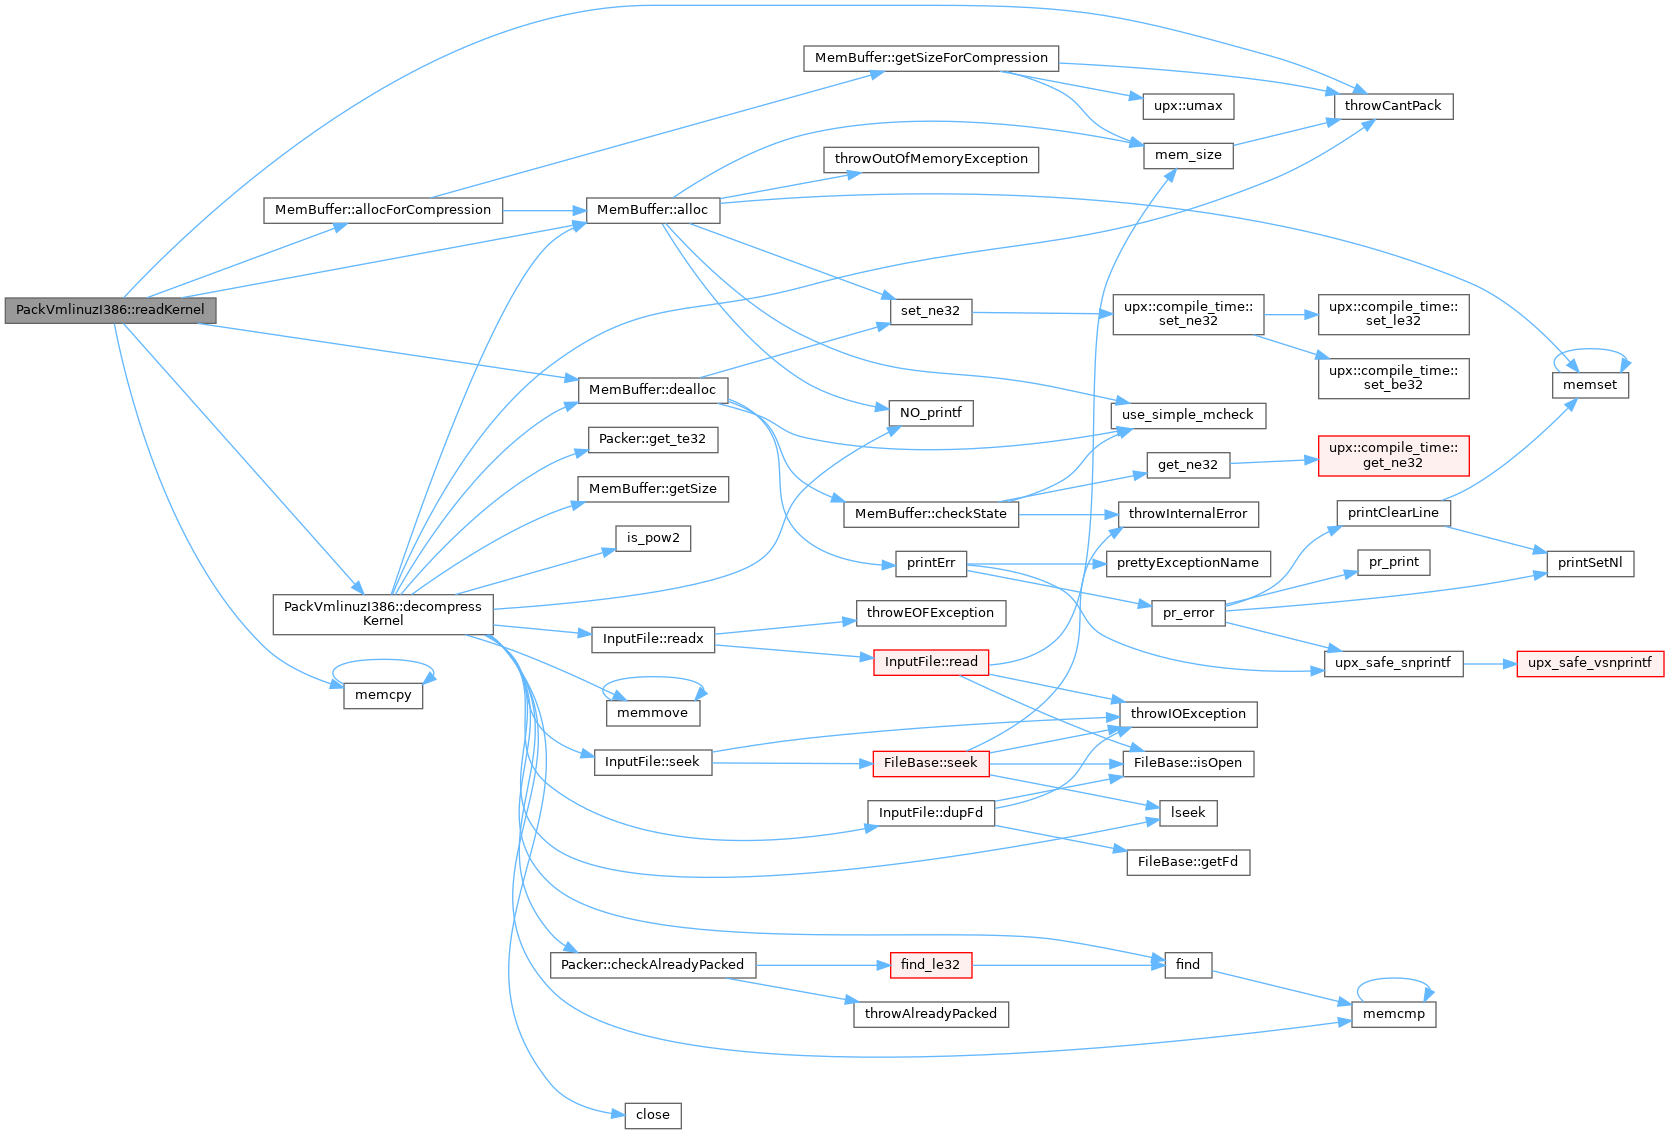 PackVmlinuzI386::readKernel
MemBuffer::allocForCompression
PackVmlinuzI386::decompress
Kernel
memcpy
MemBuffer::alloc
MemBuffer::dealloc
Packer::get_te32
MemBuffer::getSize
is_pow2
InputFile::readx
memmove
InputFile::seek
Packer::checkAlreadyPacked
close
MemBuffer::getSizeForCompression
throwOutOfMemoryException
set_ne32
NO_printf
MemBuffer::checkState
printErr
throwEOFException
InputFile::read
FileBase::seek
InputFile::dupFd
find_le32
throwAlreadyPacked
upx::umax
mem_size
upx::compile_time::
set_ne32
use_simple_mcheck
get_ne32
throwInternalError
prettyExceptionName
pr_error
throwIOException
FileBase::isOpen
lseek
FileBase::getFd
find
throwCantPack
upx::compile_time::
set_le32
upx::compile_time::
set_be32
upx::compile_time::
get_ne32
printClearLine
pr_print
upx_safe_snprintf
memcmp
memset
printSetNl
upx_safe_vsnprintf